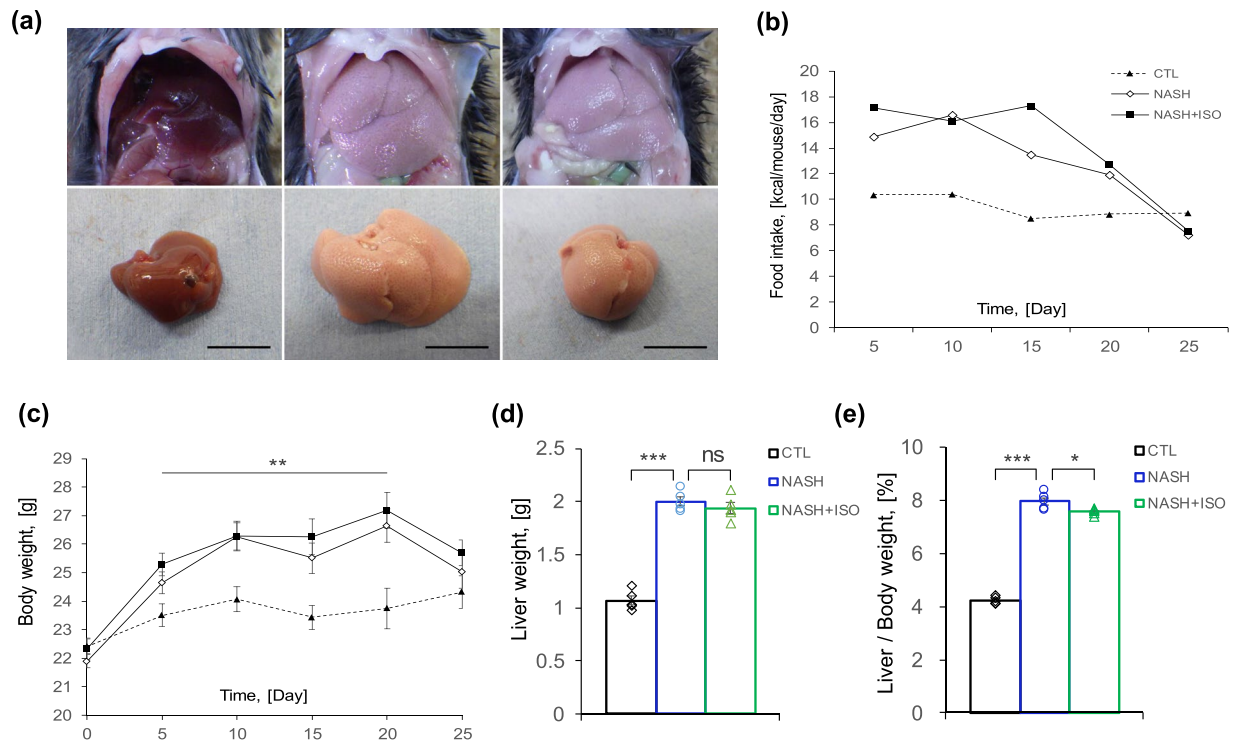 (a)
(b)
Food intake, [kcal/mouse/day]
20
18
16
14
12
10
8
6
4
2
0
5 10 15 20 25
Time, [Day]
CTL
NASH
NASH+ISO
(c)
Body weight, [g]
29
28
27
26
25
24
23
22
21
20
0 5 10 15 20 25
Time, [Day]
**
(d)
Liver weight, [g]
2.5
2
1.5
1
0.5
0
*** ns
CTL
NASH
NASH+ISO
(e)
Liver / Body weight, [%]
10
8
6
4
2
0
*** *
CTL
NASH
NASH+ISO